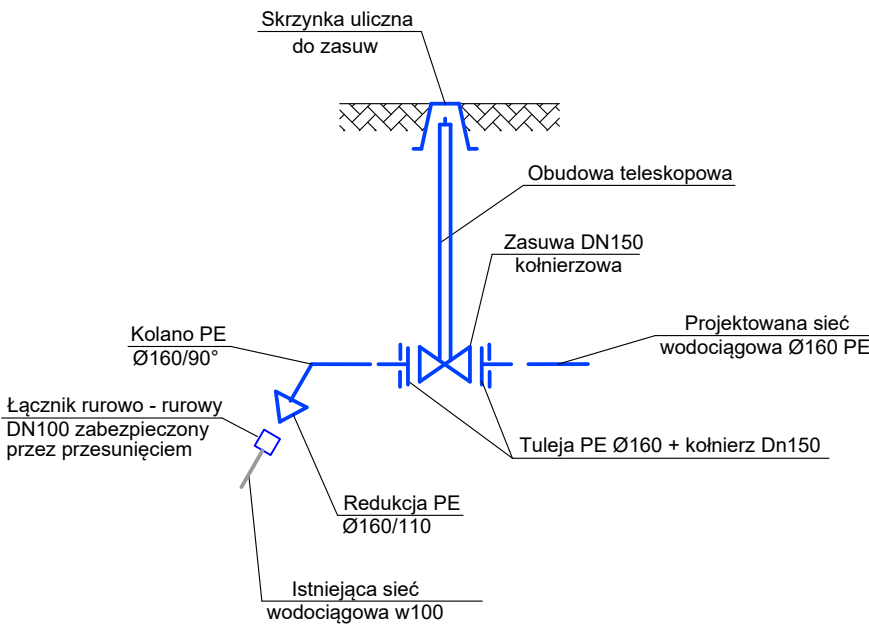 Skrzynka uliczna
do zasuw
Obudowa teleskopowa
Zasuwa DN150
kołnierzowa
Projektowana sieć
wodociągowa Ø160 PE
Kolano PE
Ø160/90°
Łącznik rurowo - rurowy
DN100 zabezpieczony
przez przesunięciem
Tuleja PE Ø160 + kołnierz Dn150
Redukcja PE
Ø160/110
Istniejąca sieć
wodociągowa w100